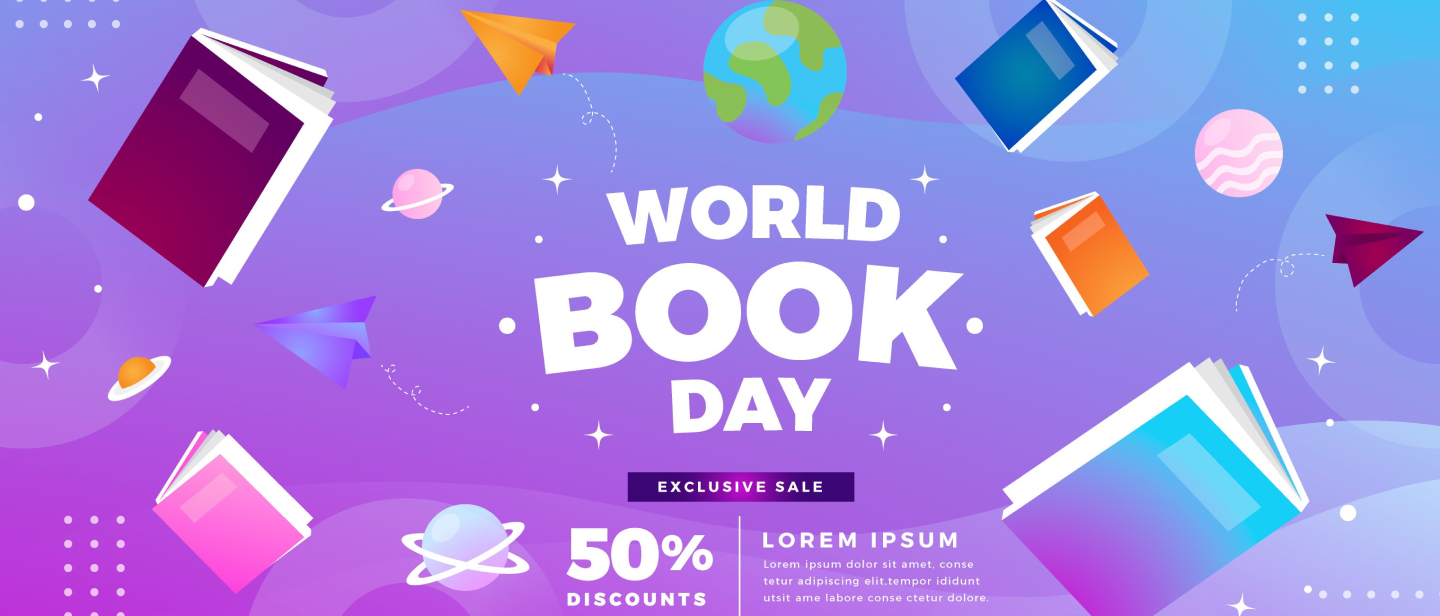 WORLD
BOOK
DAY
EXCLUSIVE SALE
50%
DISCOUNTS
LOREM IPSUM
Lorem ipsum dolor sit amet, conse
tetur adipiscing elit,tempor ididunt
utsit ame labore conse ctetur dolore.